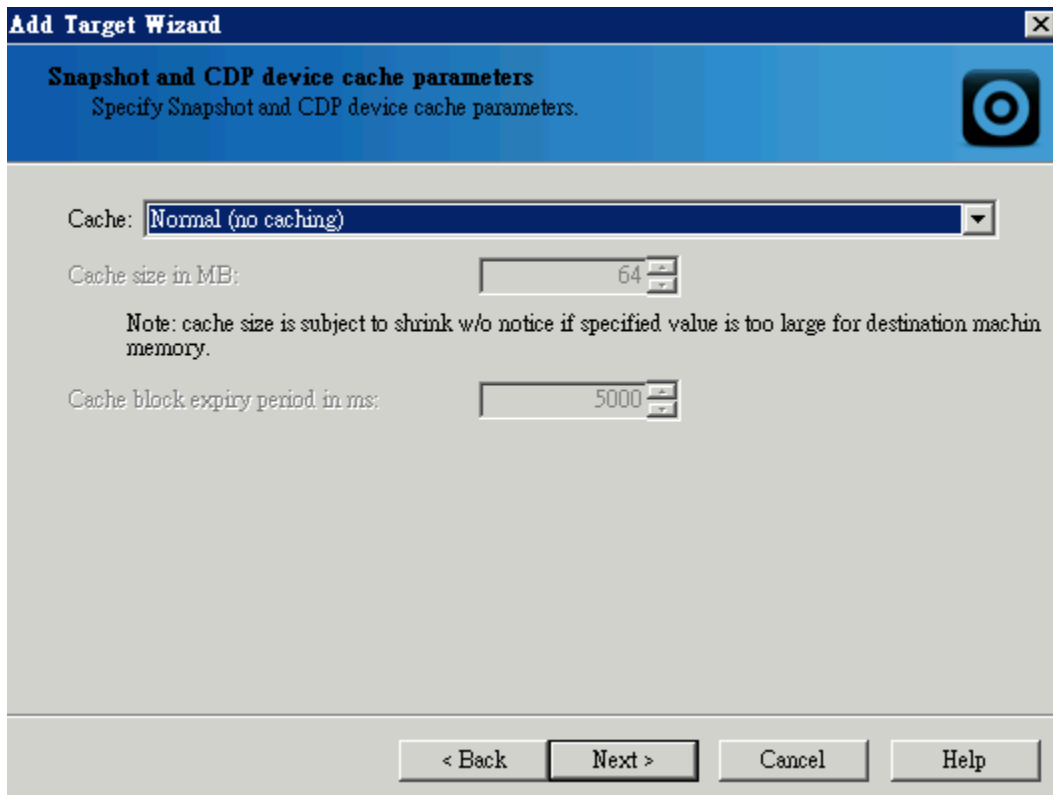 Add Target Wizard
Snapshot and CDP device cache parameters
Specify Snapshot and CDP device cache parameters.
Cache: Normal (no caching)
Cache size in MB: 64
Note: cache size is subject to shrink w/o notice if specified value is too large for destination machin
memory.
Cache block expiry period in ms: 5000
< Back Next > Cancel Help